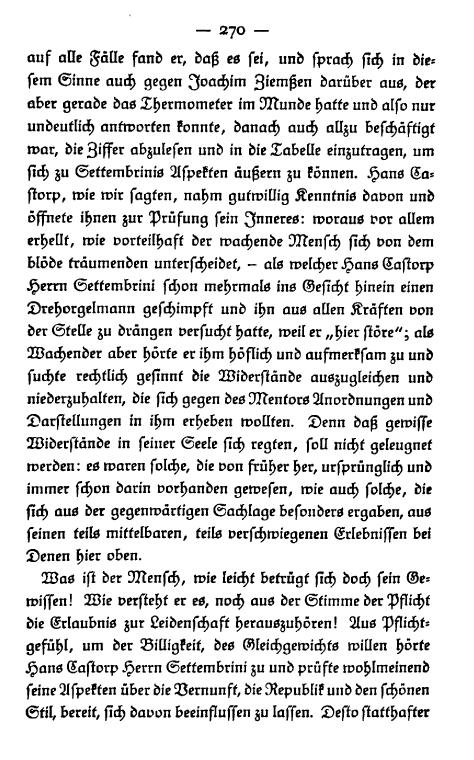 — 270 —
auf alle Fälle fand er, daß es sei, und sprach sich in die-
sem Sinne auch gegen Joachim Ziemßen darüber aus, der
aber gerade das Thermometer im Munde hatte und also nur
undeutlich antworten konnte, danach auch allzu beschäftigt
war, die Ziffer abzulesen und in die Tabelle einzutragen, um
sich zu Settembrinis Aspekten äußern zu können. Hans Ca-
storp, wie wir sagten, nahm gutwillig Kenntnis davon und
öffnete ihnen zur Prüfung sein Inneres: woraus vor allem
erhellt, wie vorteilhaft der wachende Mensch sich von dem
blöde träumenden unterscheidet, – als welcher Hans Castorp
Herrn Settembrini schon mehrmals ins Gesicht hinein einen
Drehorgelmann geschimpft und ihn aus allen Kräften von
der Stelle zu drängen versucht hatte, weil er „hier störe“; als
Wachender aber hörte er ihm höflich und aufmerksam zu und
suchte rechtlich gesinnt die Widerstände auszugleichen und
niederzuhalten, die sich gegen des Mentors Anordnungen und
Darstellungen in ihm erheben wollten. Denn daß gewisse
Widerstände in seiner Seele sich regten, soll nicht geleugnet
werden: es waren solche, die von früher her, ursprünglich und
immer schon darin vorhanden gewesen, wie auch solche, die
sich aus der gegenwärtigen Sachlage besonders ergaben, aus
seinen teils mittelbaren, teils verschwiegenen Erlebnissen bei
Denen hier oben.
Was ist der Mensch, wie leicht betrügt sich doch sein Ge-
wissen! Wie versteht er es, noch aus der Stimme der Pflicht
die Erlaubnis zur Leidenschaft herauszuhören! Aus Pflicht-
gefühl, um der Billigkeit, des Gleichgewichts willen hörte
Hans Castorp Herrn Settembrini zu und prüfte wohlmeinend
seine Aspekten über die Vernunft, die Republik und den schönen
Stil, bereit, sich davon beeinflussen zu lassen. Desto statthafter